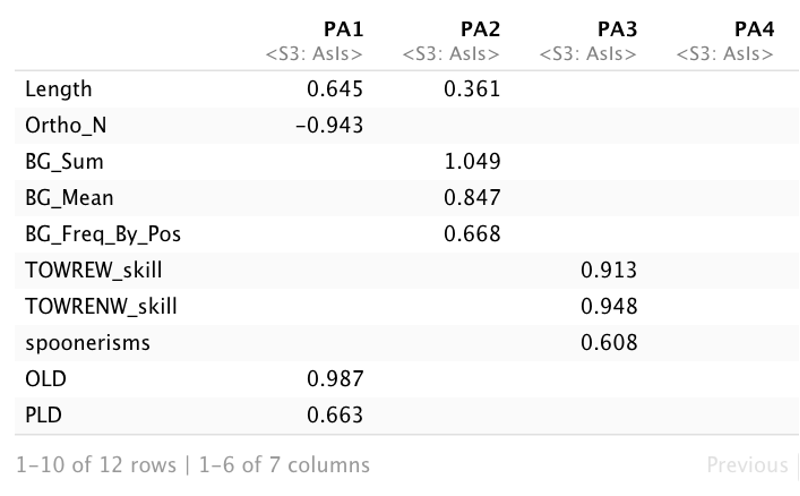 PA1 PA2 PA3 PA4
<S3: AsIs> <S3: AsIs> <S3: AsIs> <S3: AsIs>
Length 0.645 0.361
Ortho_N −0.943
BG_Sum 1.049
BG_Mean 0.847
BG_Freq_By_Pos 0.668
TOWREW_skill 0.913
TOWRENW_skill 0.948
spoonerisms 0.608
OLD 0.987
PLD 0.663
1–10 of 12 rows | 1–6 of 7 columns Previous